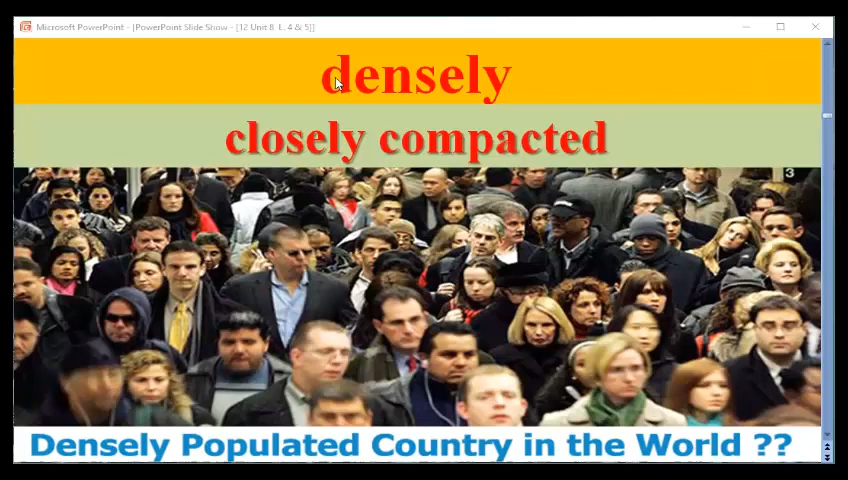 Microsoft PowerPoint - [PowerPoint Slide Show - [12 Unit 8 E. 4 & 5]]
densely
closely compacted
3
Densely Populated Country in the World ??